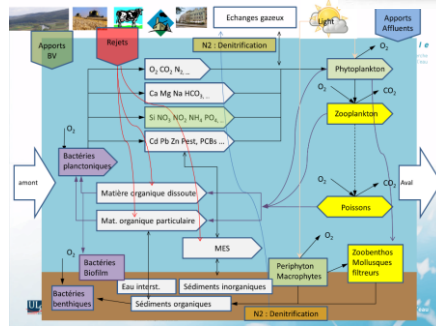 Echanges gazeux
Light
Apports
Affluents
Apports
BV
Rejets
N2 : Denitrification
O₂
O₂ CO₂ N₂, ..
Phytoplankton
Ca Mg Na HCO₃, ..
O₂
CO₂
Si NO₃ NO₂ NH₄ PO₄, ..
Zooplankton
O₂
Cd Pb Zn Pest, PCBs ...
Bactéries
planctoniques
O₂
CO₂
amont
Matière organique dissoute
Poissons
Aval
Mat. organique particulaire
MES
O₂
Zoobenthos
Mollusques
filtreurs
Bactéries
Biofilm
Periphyton
Macrophytes
O₂
Eau interst.
Sédiments inorganiques
Bactéries
benthiques
Sédiments organiques
N2 : Denitrification